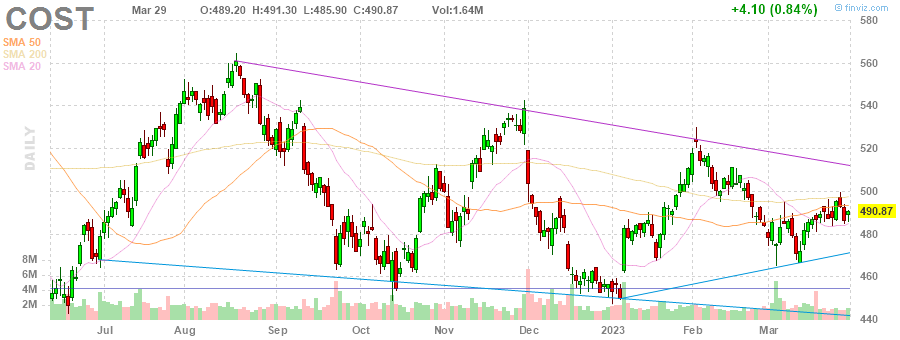 COST Mar 29 O:489.20 H:491.30 L:485.90 C:490.87 Vol:1.64M +4.10 (0.84%) © finviz.com
SMA 50
SMA 200
SMA 20
DAILY
580
560
540
520
500
490.87
480
460
440
8M
6M
4M
2M
Jul Aug Sep Oct Nov Dec 2023 Feb Mar